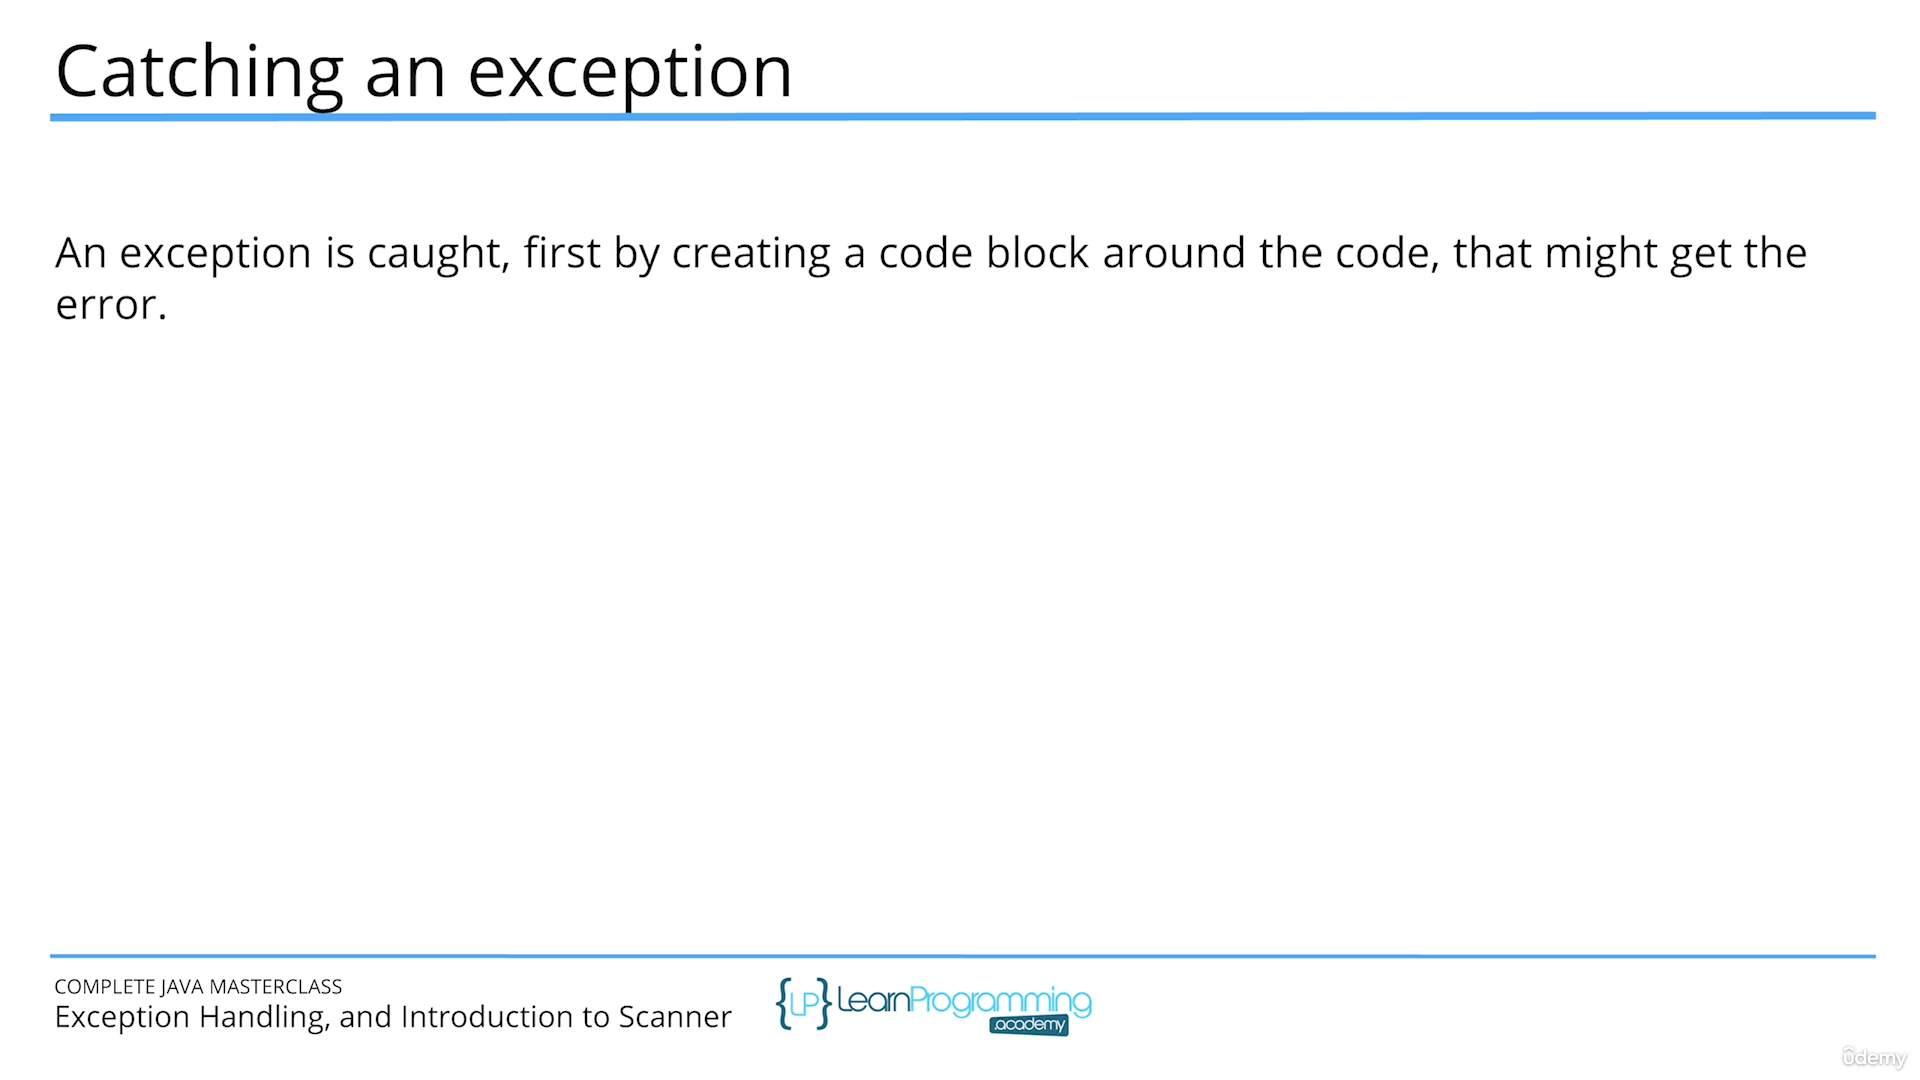 Catching an exception
An exception is caught, first by creating a code block around the code, that might get the
error.
COMPLETE JAVA MASTERCLASS
Exception Handling, and Introduction to Scanner
{LP} LearnProgramming
.academy
ûdemy